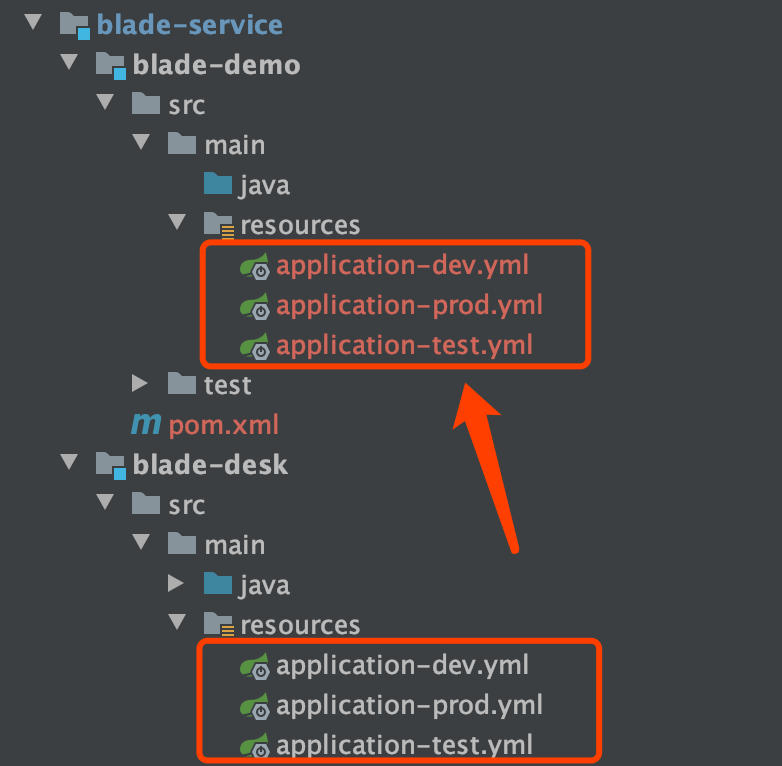 blade-service
blade-demo
src
main
java
resources
application-dev.yml
application-prod.yml
application-test.yml
test
m pom.xml
blade-desk
src
main
java
resources
application-dev.yml
application-prod.yml
application-test.yml